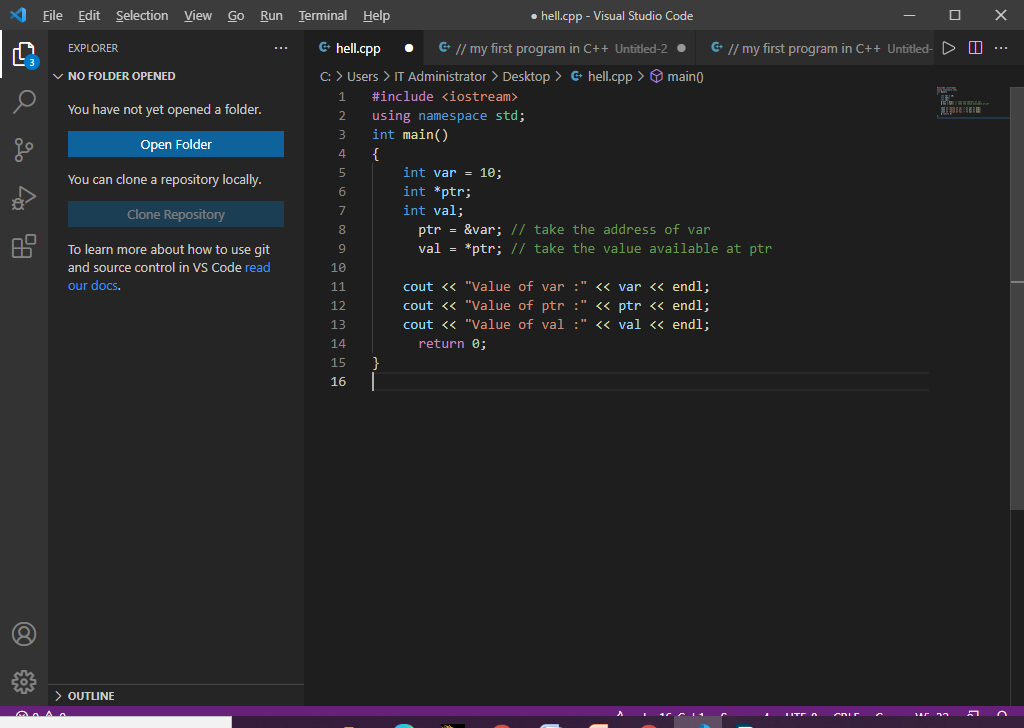 File Edit Selection View Go Run Terminal Help
● hell.cpp - Visual Studio Code
3
EXPLORER
NO FOLDER OPENED
You have not yet opened a folder.
Open Folder
You can clone a repository locally.
Clone Repository
To learn more about how to use git
and source control in VS Code read
our docs.
OUTLINE
hell.cpp ● // my first program in C++ Untitled-2 ● // my first program in C++ Untitled-
C: > Users > IT Administrator > Desktop > hell.cpp > main()
1 #include <iostream>
2 using namespace std;
3 int main()
4 {
5 int var = 10;
6 int *ptr;
7 int val;
8 ptr = &var; // take the address of var
9 val = *ptr; // take the value available at ptr
10
11 cout << "Value of var :" << var << endl;
12 cout << "Value of ptr :" << ptr << endl;
13 cout << "Value of val :" << val << endl;
14 return 0;
15 }
16